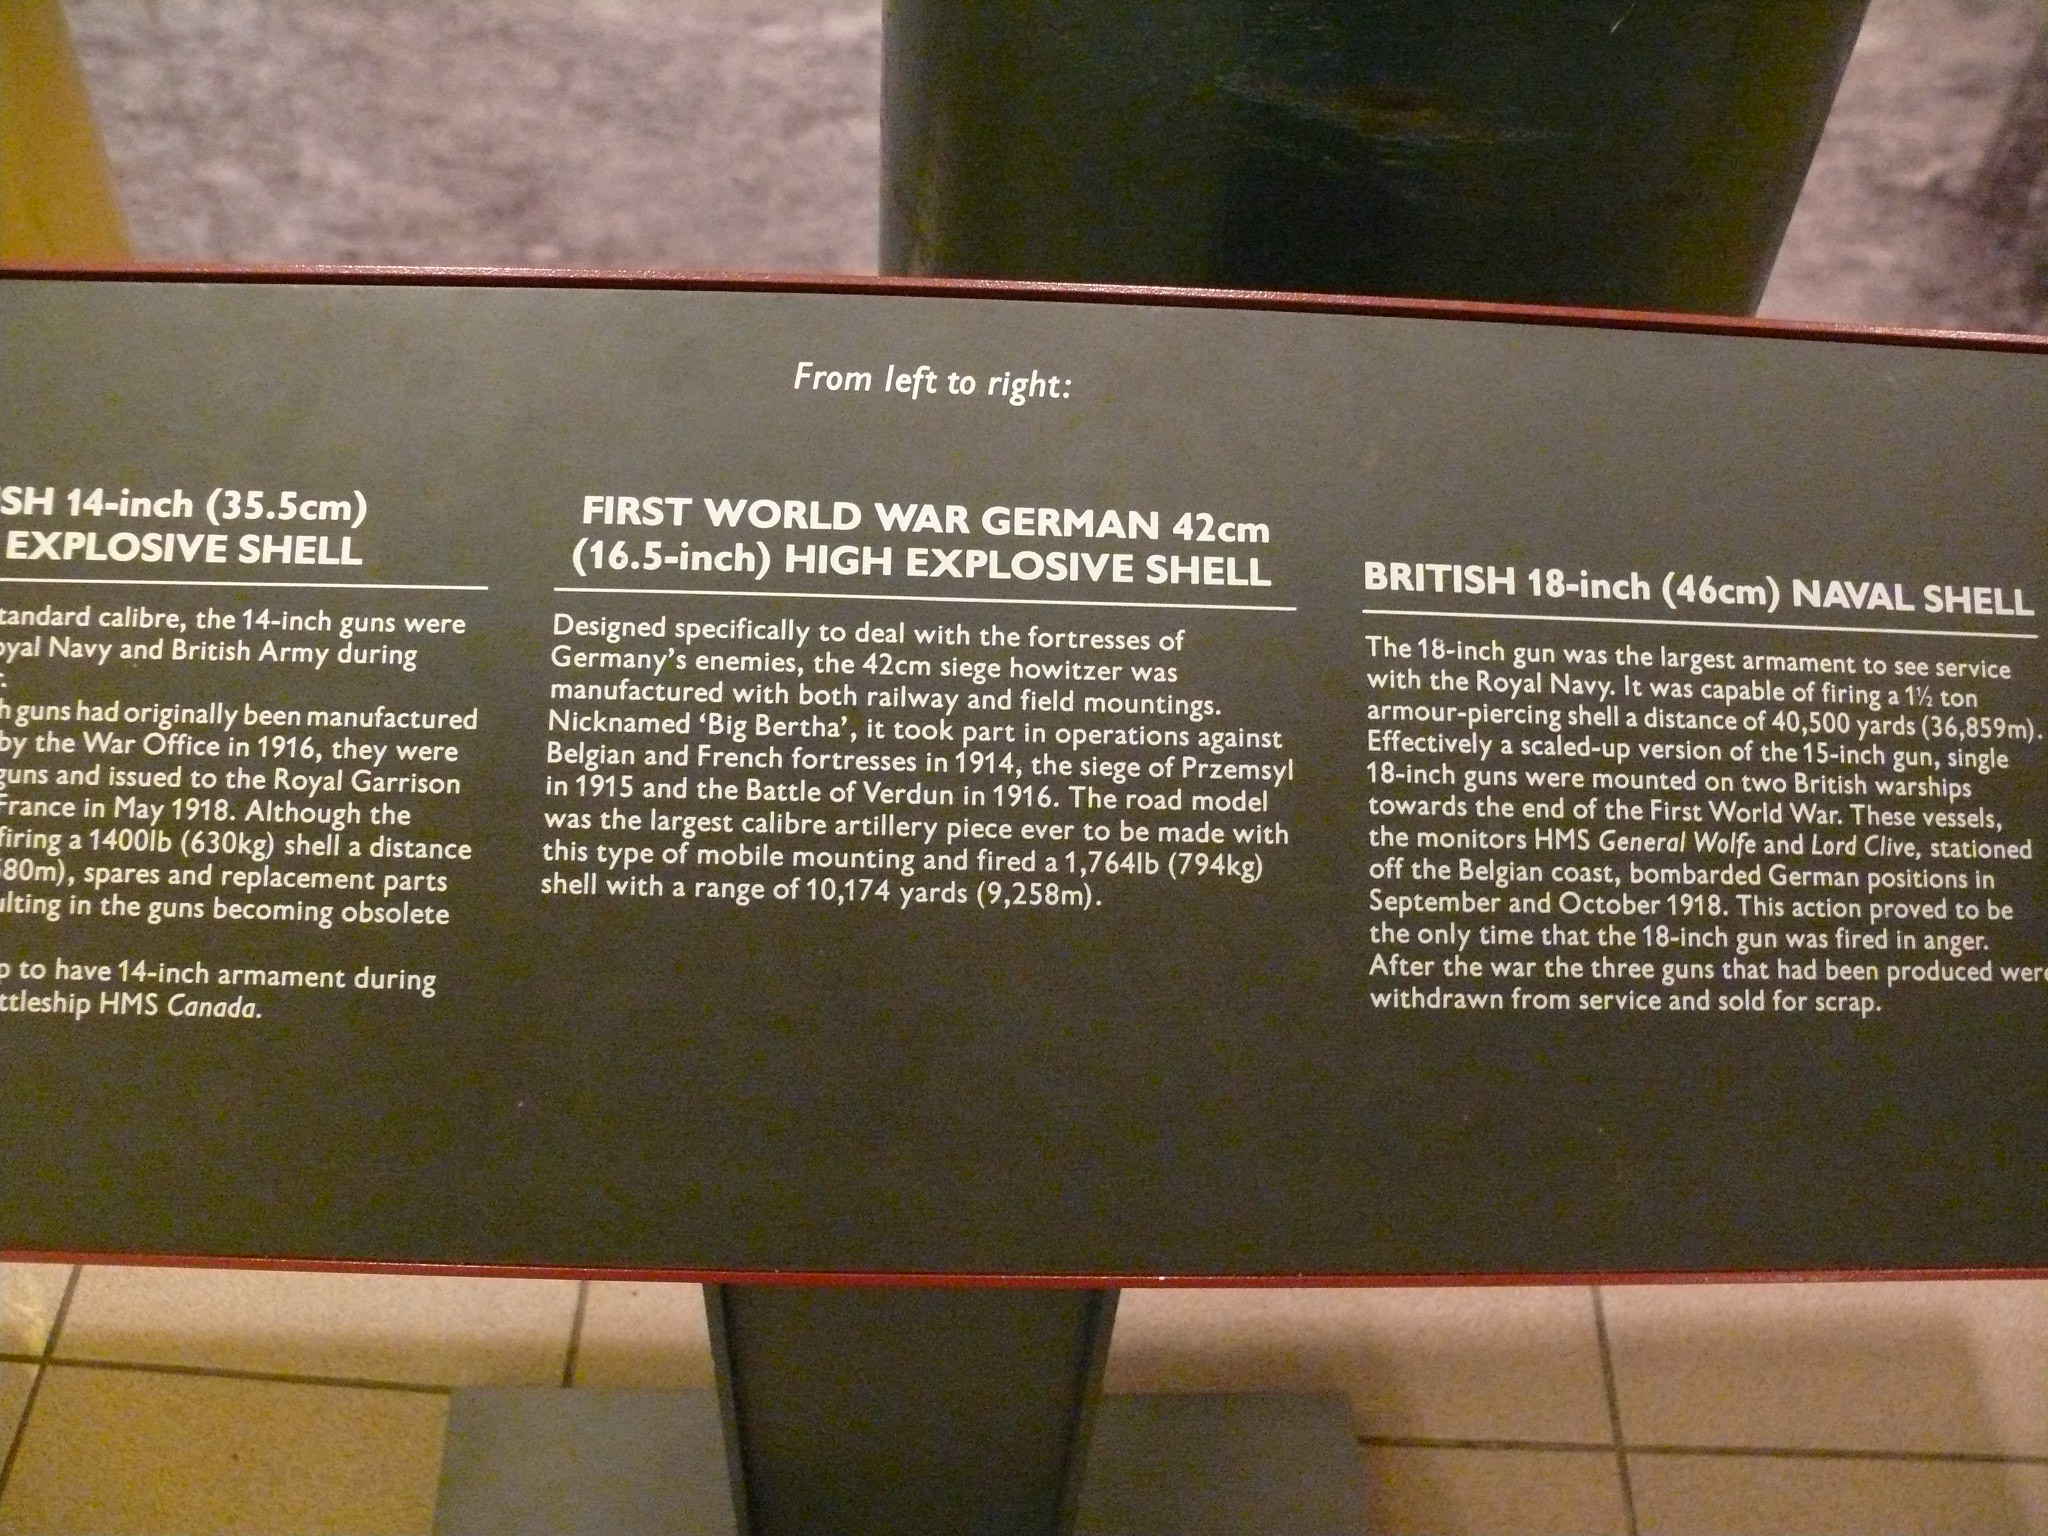 From left to right:
SH 14-inch (35.5cm)
EXPLOSIVE SHELL
tandard calibre, the 14-inch guns were
oyal Navy and British Army during
r.
h guns had originally been manufactured
by the War Office in 1916, they were
guns and issued to the Royal Garrison
France in May 1918. Although the
firing a 1400lb (630kg) shell a distance
80m), spares and replacement parts
ulting in the guns becoming obsolete
p to have 14-inch armament during
ttleship HMS Canada.
FIRST WORLD WAR GERMAN 42cm
(16.5-inch) HIGH EXPLOSIVE SHELL
Designed specifically to deal with the fortresses of
Germany's enemies, the 42cm siege howitzer was
manufactured with both railway and field mountings.
Nicknamed ‘Big Bertha’, it took part in operations against
Belgian and French fortresses in 1914, the siege of Przemsyl
in 1915 and the Battle of Verdun in 1916. The road model
was the largest calibre artillery piece ever to be made with
this type of mobile mounting and fired a 1,764lb (794kg)
shell with a range of 10,174 yards (9,258m).
BRITISH 18-inch (46cm) NAVAL SHELL
The 18-inch gun was the largest armament to see service
with the Royal Navy. It was capable of firing a 1½ ton
armour-piercing shell a distance of 40,500 yards (36,859m).
Effectively a scaled-up version of the 15-inch gun, single
18-inch guns were mounted on two British warships
towards the end of the First World War. These vessels,
the monitors HMS General Wolfe and Lord Clive, stationed
off the Belgian coast, bombarded German positions in
September and October 1918. This action proved to be
the only time that the 18-inch gun was fired in anger.
After the war the three guns that had been produced were
withdrawn from service and sold for scrap.